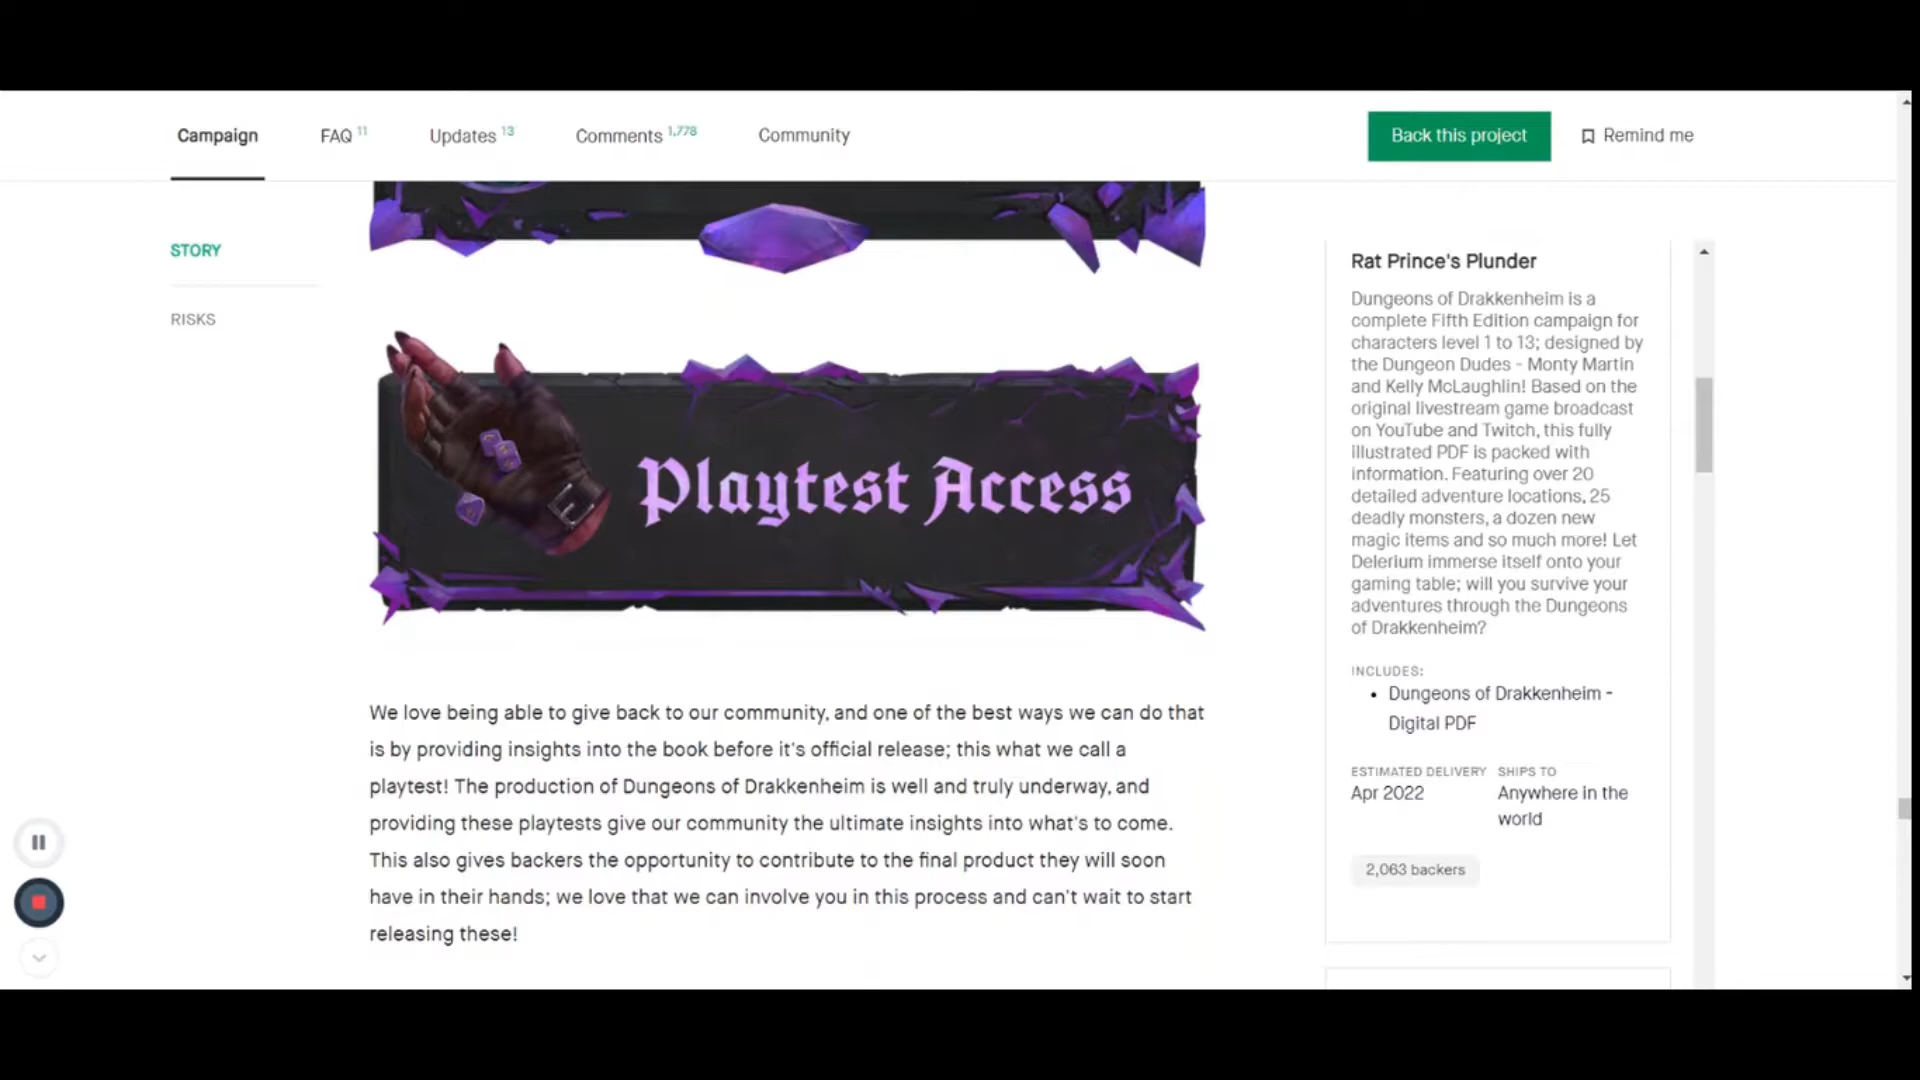 Campaign
FAQ 11
Updates 13
Comments 1,778
Community
Back this project
Remind me
STORY
RISKS
Playtest Access
We love being able to give back to our community, and one of the best ways we can do that
is by providing insights into the book before it's official release; this what we call a
playtest! The production of Dungeons of Drakkenheim is well and truly underway, and
providing these playtests give our community the ultimate insights into what's to come.
This also gives backers the opportunity to contribute to the final product they will soon
have in their hands; we love that we can involve you in this process and can't wait to start
releasing these!
Rat Prince's Plunder
Dungeons of Drakkenheim is a
complete Fifth Edition campaign for
characters level 1 to 13; designed by
the Dungeon Dudes - Monty Martin
and Kelly McLaughlin! Based on the
original livestream game broadcast
on YouTube and Twitch, this fully
illustrated PDF is packed with
information. Featuring over 20
detailed adventure locations, 25
deadly monsters, a dozen new
magic items and so much more! Let
Delerium immerse itself onto your
gaming table; will you survive your
adventures through the Dungeons
of Drakkenheim?
INCLUDES:
• Dungeons of Drakkenheim -
Digital PDF
ESTIMATED DELIVERY
Apr 2022
SHIPS TO
Anywhere in the
world
2,063 backers